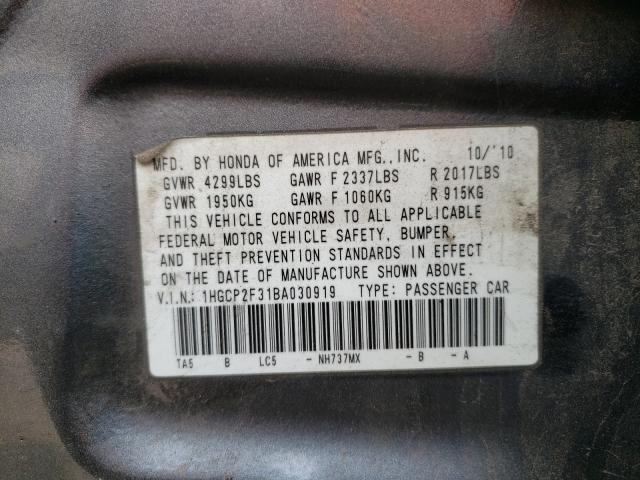 MFD. BY HONDA OF AMERICA MFG.,INC. 10/'10
GVWR 4299LBS GAWR F 2337LBS R 2017LBS
GVWR 1950KG GAWR F 1060KG R 915KG
THIS VEHICLE CONFORMS TO ALL APPLICABLE
FEDERAL MOTOR VEHICLE SAFETY, BUMPER,
AND THEFT PREVENTION STANDARDS IN EFFECT
ON THE DATE OF MANUFACTURE SHOWN ABOVE.
V.I.N.: 1HGCP2F31BA030919 TYPE: PASSENGER CAR
TA5 B LC5 - NH737MX - B - A